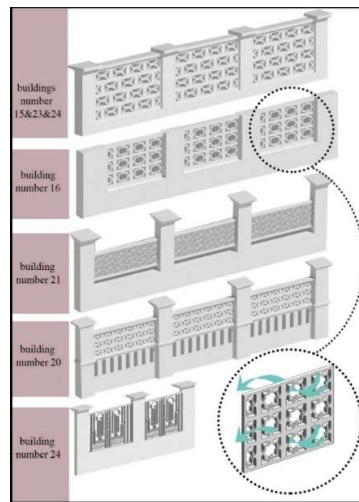 buildings
number
15&23&24
building
number 16
building
number 21
building
number 20
building
number 24